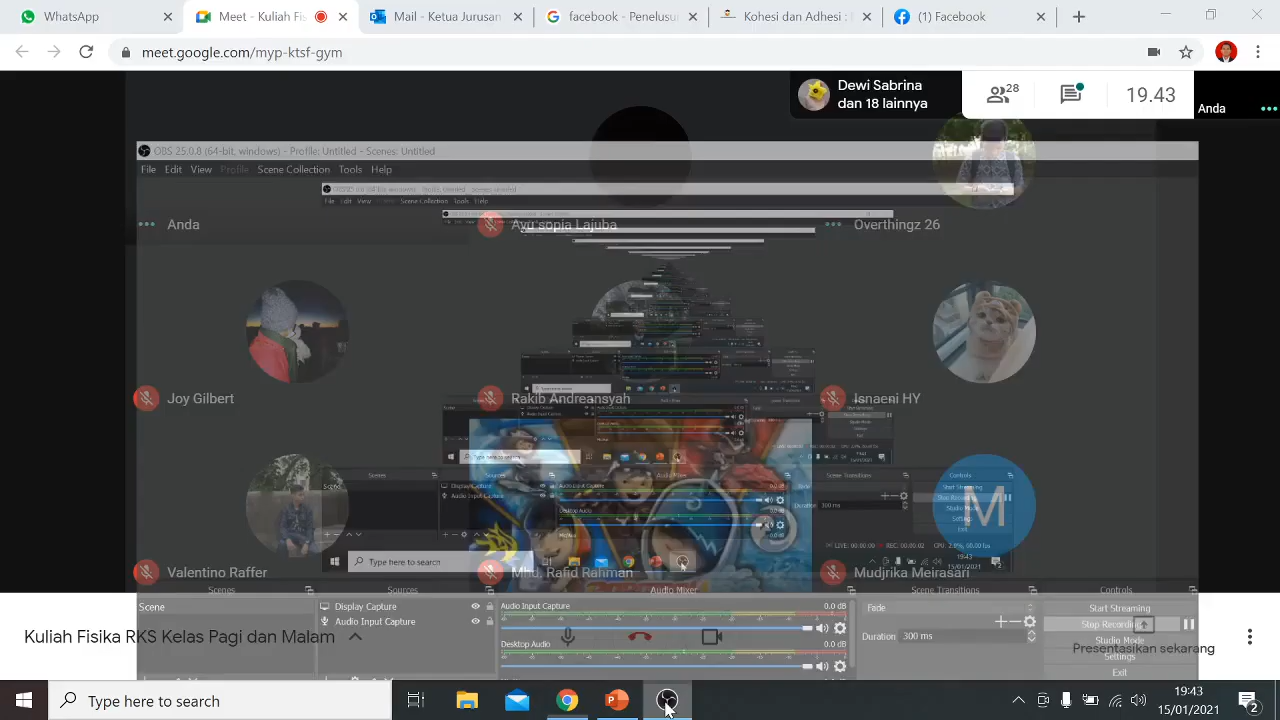 WhatsApp
Meet - Kuliah Fis
Mail - Ketua Jurusan
facebook - Penelusu
Kohesi dan Adhesi :
(1) Facebook
meet.google.com/myp-ktsf-gym
Dewi Sabrina
dan 18 lainnya
28
19.43
Anda
OBS 25.0.8 (64-bit, windows) - Profile: Untitled - Scenes: Untitled
File Edit View Profile Scene Collection Tools Help
Anda
Ayu sopia Lajuba
Overthingz 26
Joy Gilbert
Rakib Andreansyah
Isnaeni HY
M
Valentino Raffer
Mhd. Rafid Rahman
Mudjrika Meirasari
Type here to search
Scenes
Sources
Audio Mixer
Scene Transitions
Controls
Scene
Display Capture
Audio Input Capture
Audio Input Capture
0.0 dB
Desktop Audio
0.0 dB
Fade
Duration 300 ms
Start Streaming
Stop Recording
Studio Mode
Settings
Exit
Kuliah Fisika RKS Kelas Pagi dan Malam
Presentasikan sekarang
Type here to search
19:43
15/01/2021
2